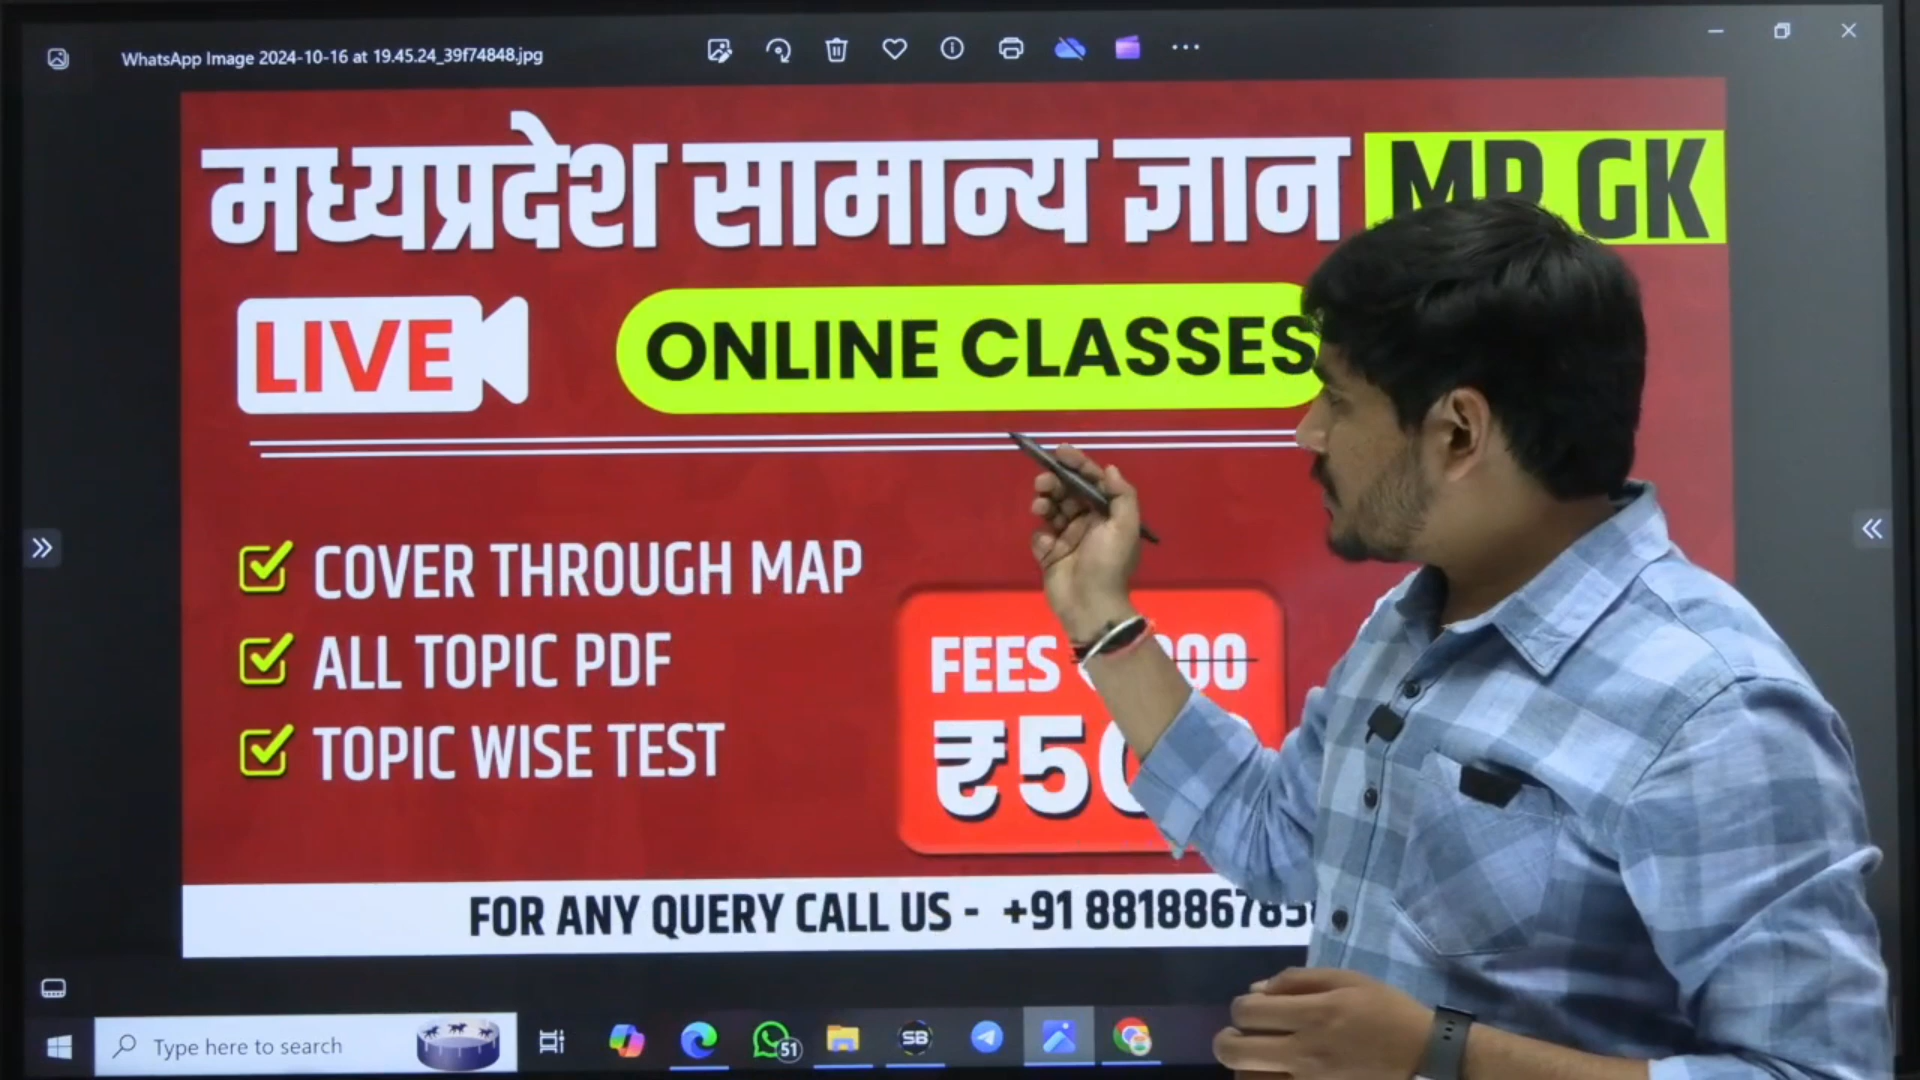 WhatsApp Image 2024-10-16 at 19.45.24_39f74848.jpg
मध्यप्रदेश सामान्य ज्ञान MP GK
LIVE
ONLINE CLASSES
COVER THROUGH MAP
ALL TOPIC PDF
TOPIC WISE TEST
FEES
FOR ANY QUERY CALL US - +91
Type here to search
51
SB